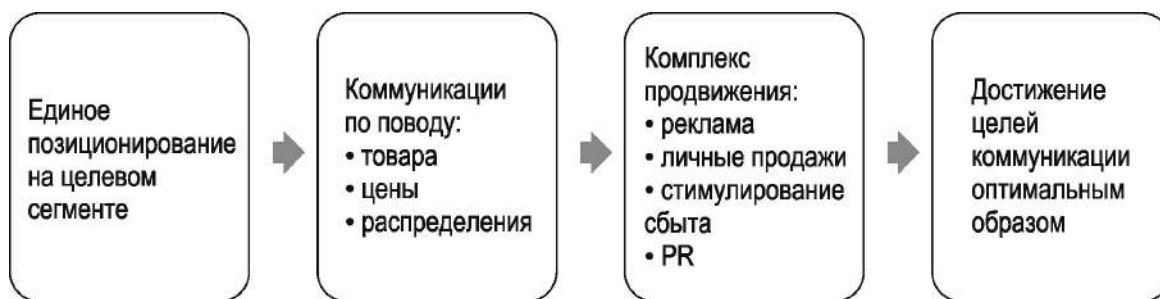 Единое
позиционирование
на целевом
сегменте
Коммуникации
по поводу:
• товара
• цены
• распределения
Комплекс
продвижения:
• реклама
• личные продажи
• стимулирование
сбыта
• PR
Достижение
целей
коммуникации
оптимальным
образом